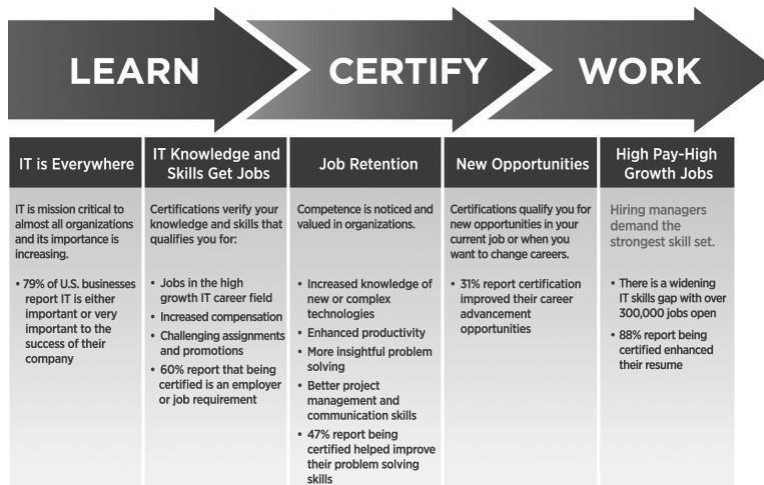 LEARN
CERTIFY
WORK
IT is Everywhere
IT is mission critical to
almost all organizations
and its importance is
increasing.
• 79% of U.S. businesses
report IT is either
important or very
important to the
success of their
company
IT Knowledge and
Skills Get Jobs
Certifications verify your
knowledge and skills that
qualifies you for:
• Jobs in the high
growth IT career field
• Increased compensation
• Challenging assignments
and promotions
• 60% report that being
certified is an employer
or job requirement
Job Retention
Competence is noticed and
valued in organizations.
• Increased knowledge of
new or complex
technologies
• Enhanced productivity
• More insightful problem
solving
• Better project
management and
communication skills
• 47% report being
certified helped improve
their problem solving
skills
New Opportunities
Certifications qualify you for
new opportunities in your
current job or when you
want to change careers.
• 31% report certification
improved their career
advancement
opportunities
High Pay-High
Growth Jobs
Hiring managers
demand the
strongest skill set.
• There is a widening
IT skills gap with over
300,000 jobs open
• 88% report being
certified enhanced
their resume